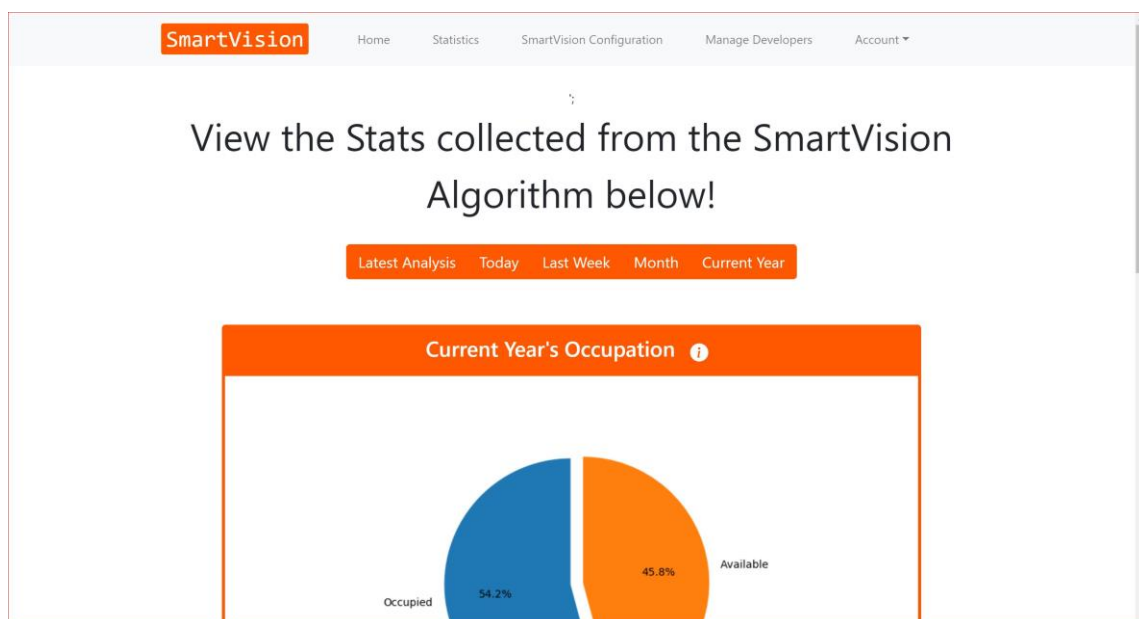 SmartVision Home Statistics SmartVision Configuration Manage Developers Account
';
View the Stats collected from the SmartVision
Algorithm below!
Latest Analysis Today Last Week Month Current Year
Current Year's Occupation i
Available
45.8%
54.2%
Occupied